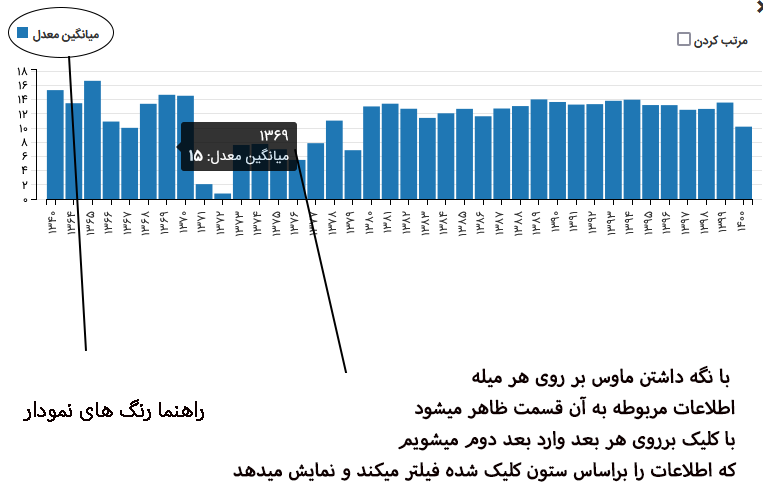 میانگین معدل
مرتب کردن
۱۸
۱۶
۱۴
۱۲
۱۰
۸
۶
۴
۲
۰
۱۳۶۹
میانگین معدل: ۱۵
۱۳۴۰ ۱۳۶۴ ۱۳۶۵ ۱۳۶۶ ۱۳۶۷ ۱۳۶۸ ۱۳۶۹ ۱۳۷۰ ۱۳۷۱ ۱۳۷۲ ۱۳۷۳ ۱۳۷۴ ۱۳۷۵ ۱۳۷۶ ۱۳۷۷ ۱۳۷۸ ۱۳۷۹ ۱۳۸۰ ۱۳۸۱ ۱۳۸۲ ۱۳۸۳ ۱۳۸۴ ۱۳۸۵ ۱۳۸۶ ۱۳۸۷ ۱۳۸۸ ۱۳۸۹ ۱۳۹۰ ۱۳۹۱ ۱۳۹۲ ۱۳۹۳ ۱۳۹۴ ۱۳۹۵ ۱۳۹۶ ۱۳۹۷ ۱۳۹۸ ۱۳۹۹ ۱۴۰۰
با نگه داشتن ماوس بر روی هر میله
اطلاعات مربوطه به آن قسمت ظاهر میشود
با کلیک برروی هر بعد وارد بعد دوم میشویم
که اطلاعات را براساس ستون کلیک شده فیلتر میکند و نمایش میدهد
راهنما رنگ های نمودار